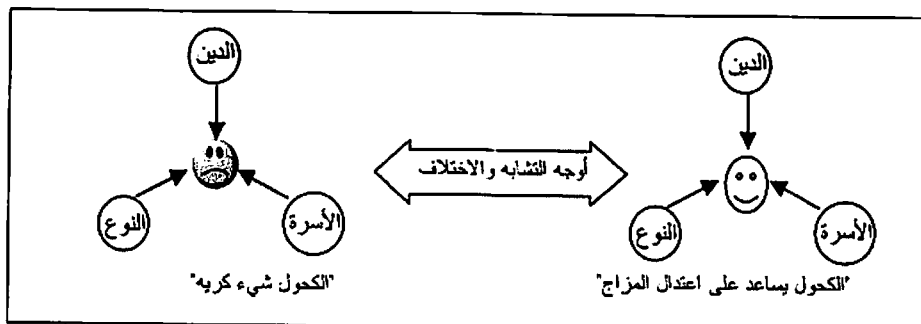 الدين
الدين
أوجه التشابه والاختلاف
الأسرة
النوع
الأسرة
النوع
"الكحول يساعد على اعتدال المزاج"
"الكحول شيء كريه"